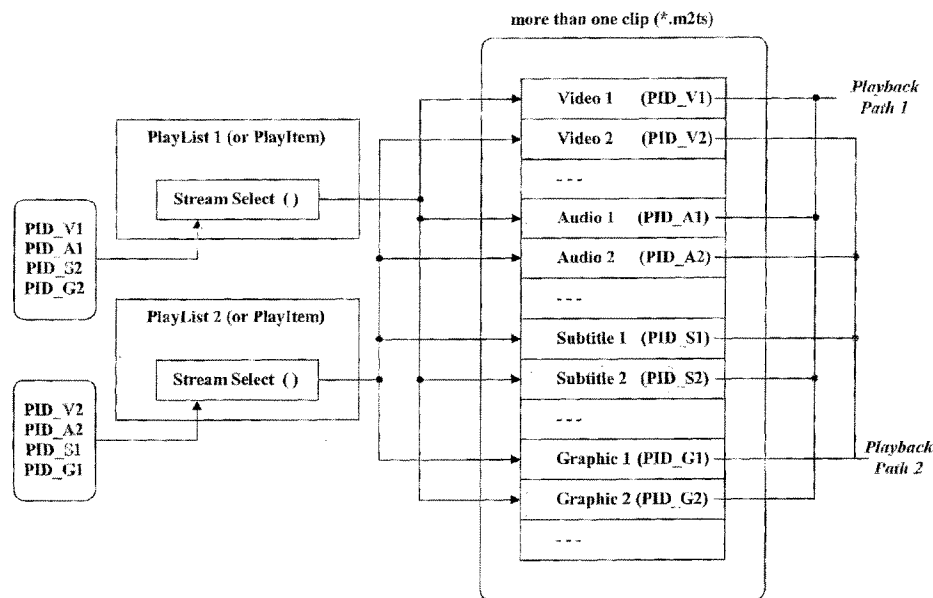 more than one clip (*.m2ts)
Video 1 (PID_V1)
Playback
Path 1
PlayList 1 (or PlayItem)
Video 2 (PID_V2)
- - -
Stream Select ( )
PID_V1
PID_A1
PID_S2
PID_G2
Audio 1 (PID_A1)
Audio 2 (PID_A2)
- - -
PlayList 2 (or PlayItem)
Subtitle 1 (PID_S1)
Stream Select ( )
Subtitle 2 (PID_S2)
PID_V2
PID_A2
PID_S1
PID_G1
- - -
Graphic 1 (PID_G1)
Playback
Path 2
Graphic 2 (PID_G2)
- - -